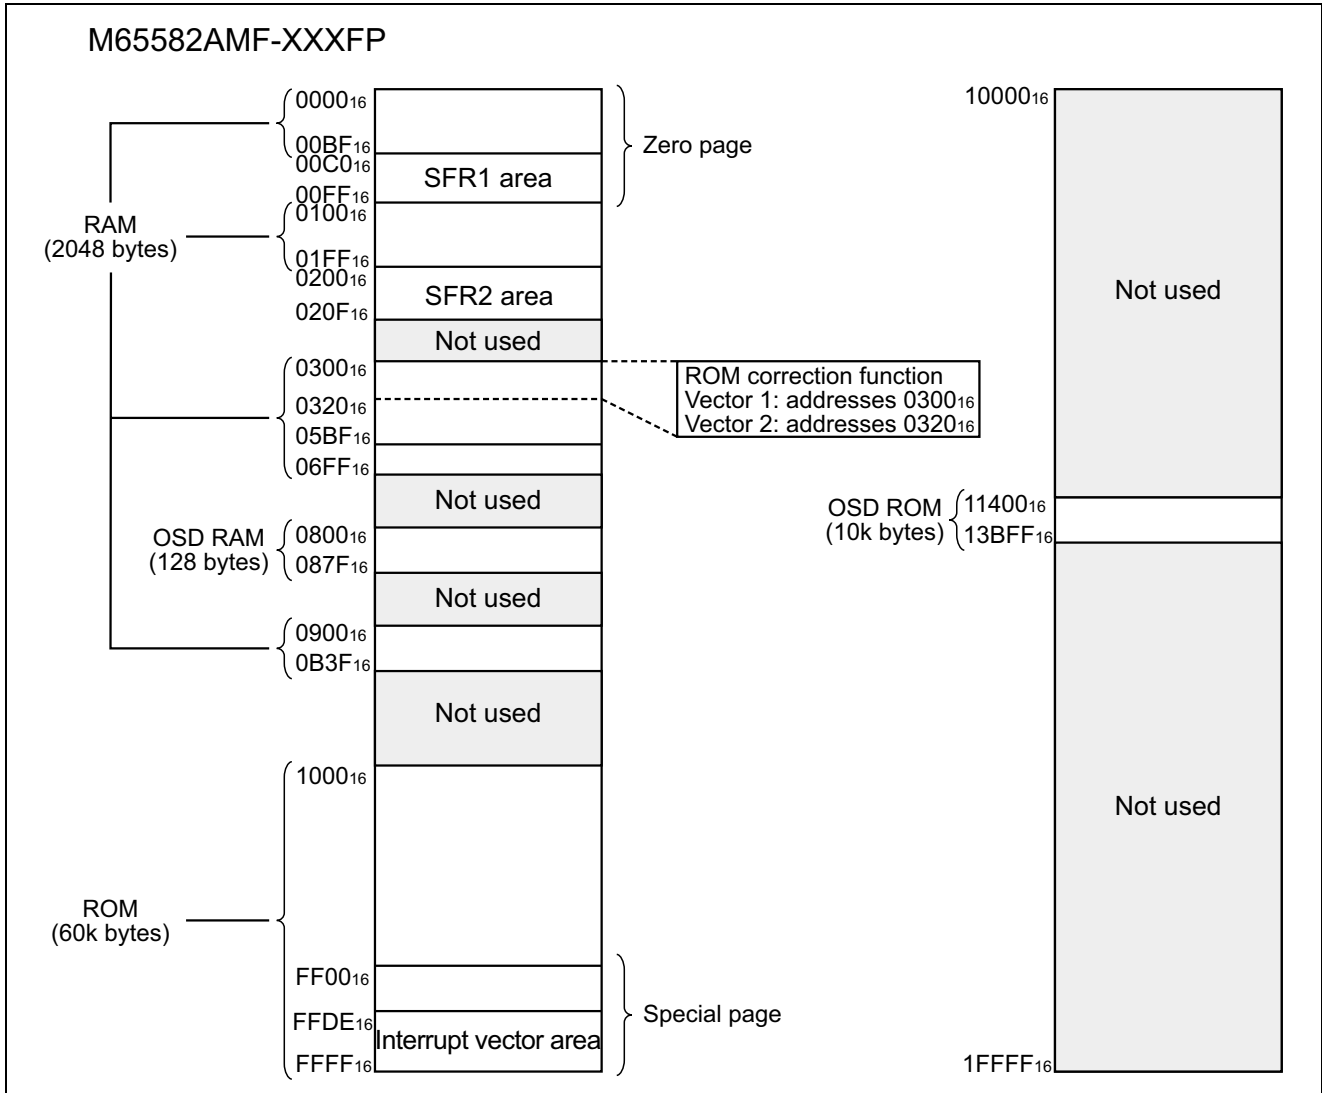 M65582AMF-XXXFP
RAM
(2048 bytes)
0000₁₆
00BF₁₆
00C0₁₆
SFR1 area
00FF₁₆
0100₁₆
01FF₁₆
0200₁₆
SFR2 area
020F₁₆
Not used
0300₁₆
0320₁₆
05BF₁₆
06FF₁₆
Not used
OSD RAM
(128 bytes)
0800₁₆
087F₁₆
Not used
0900₁₆
0B3F₁₆
Not used
ROM
(60k bytes)
1000₁₆
FF00₁₆
FFDE₁₆
Interrupt vector area
FFFF₁₆
Zero page
ROM correction function
Vector 1: addresses 0300₁₆
Vector 2: addresses 0320₁₆
Special page
10000₁₆
Not used
OSD ROM
(10k bytes)
11400₁₆
13BFF₁₆
Not used
1FFFF₁₆